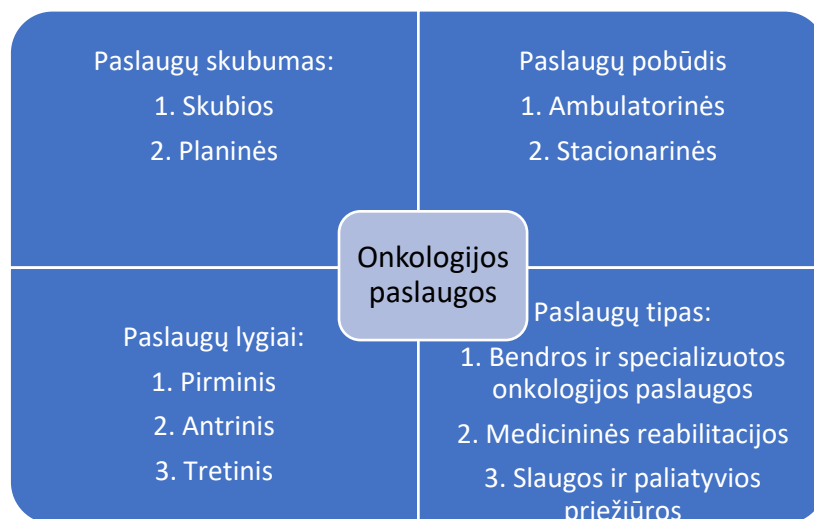 Paslaugų skubumas:
1. Skubios
2. Planinės
Paslaugų pobūdis
1. Ambulatorinės
2. Stacionarinės
Onkologijos
paslaugos
Paslaugų lygiai:
1. Pirminis
2. Antrinis
3. Tretinis
Paslaugų tipas:
1. Bendros ir specializuotos
onkologijos paslaugos
2. Medicininės reabilitacijos
3. Slaugos ir paliatyvios
priežiūros